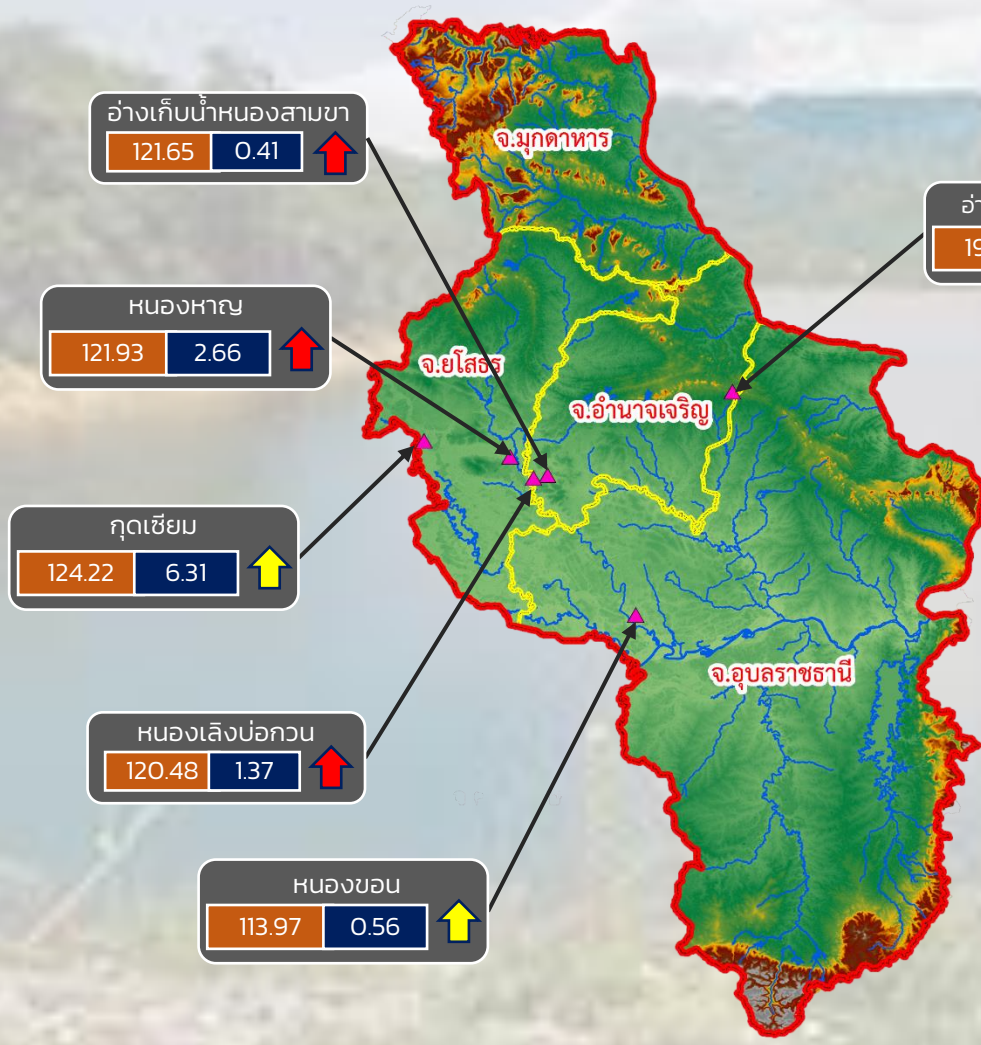 อ่างเก็บน้ำหนองสามขา
121.65 0.41
จ.มุกดาหาร
อ่า
19
หนองหาญ
121.93 2.66
จ.ยโสธร
จ.อำนาจเจริญ
กุดเซียม
124.22 6.31
จ.อุบลราชธานี
หนองเลิงบ่อกวน
120.48 1.37
หนองขอน
113.97 0.56